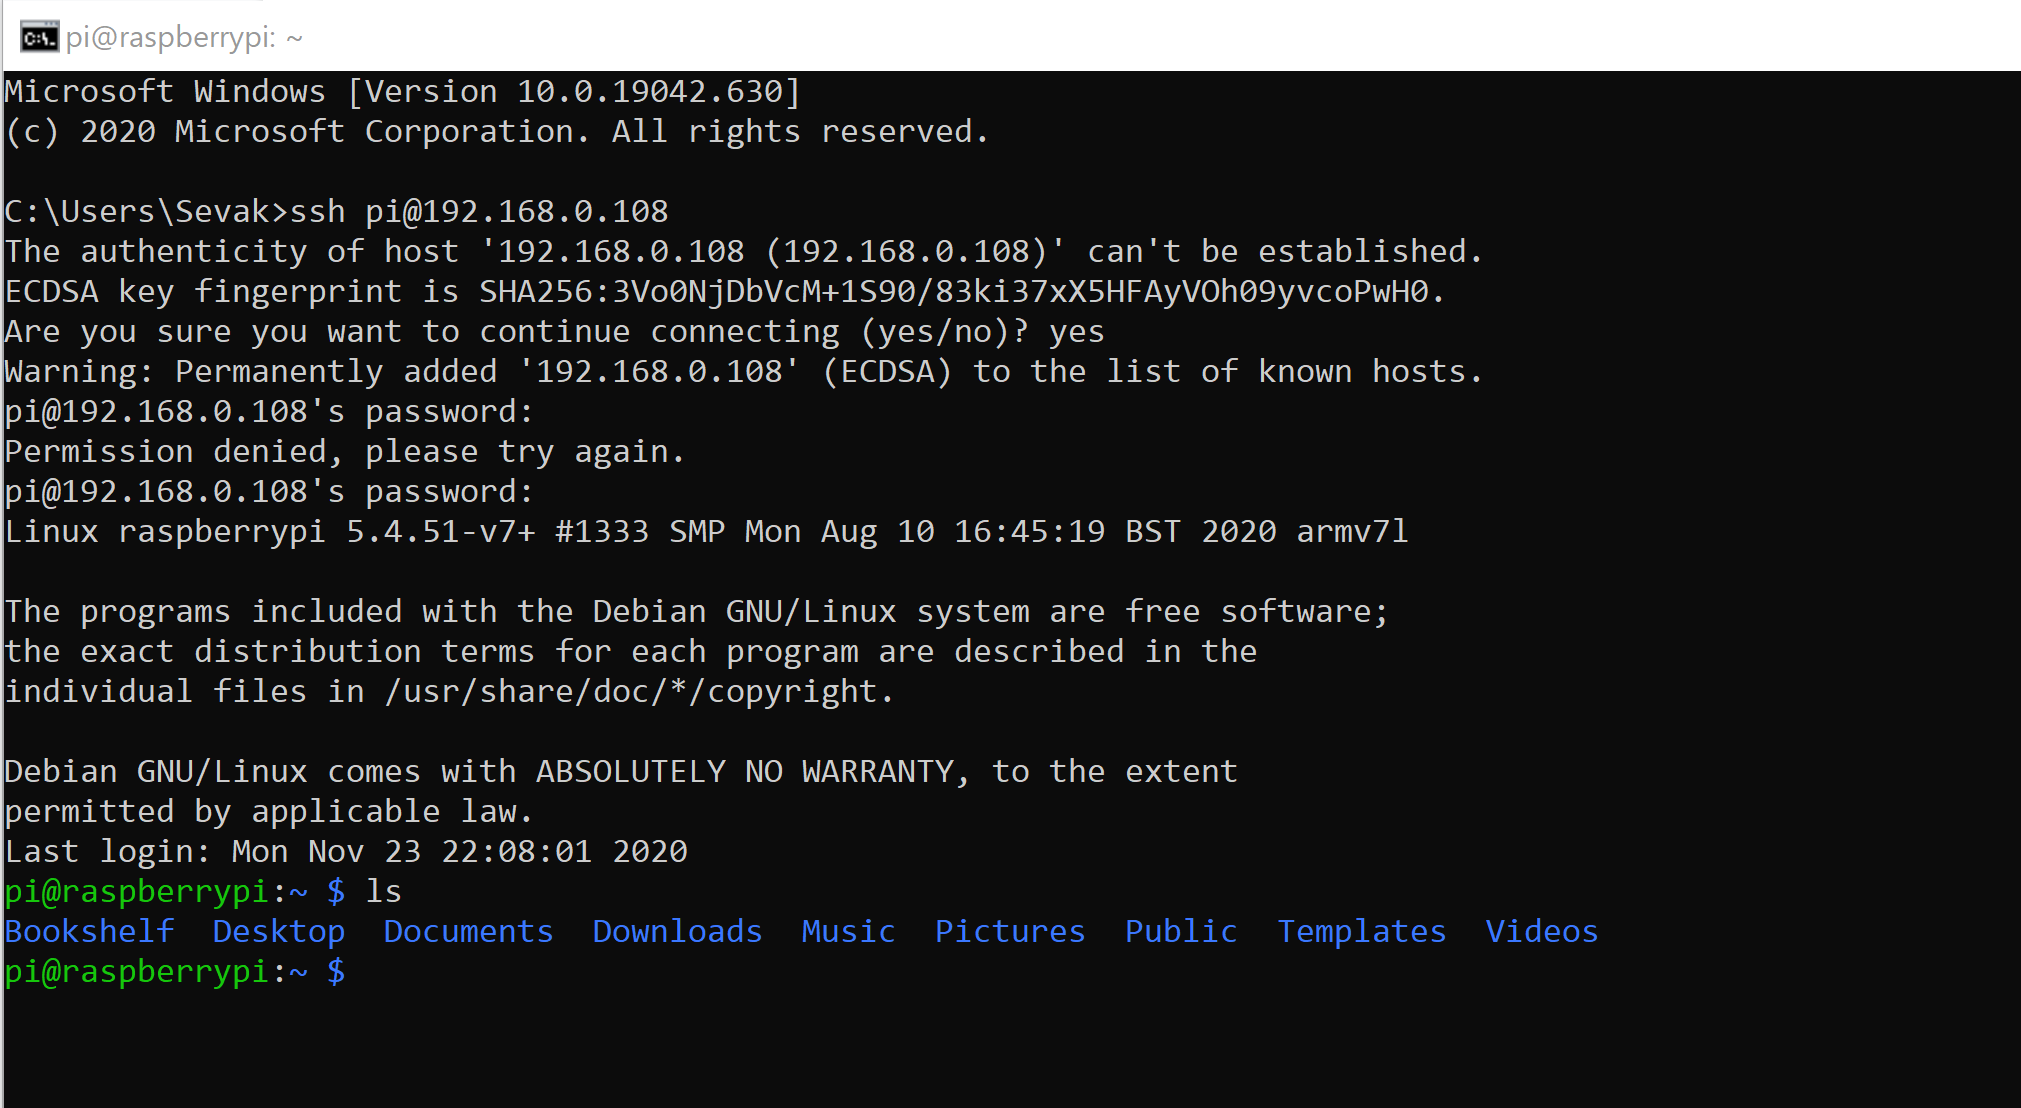 pi@raspberrypi: ~
Microsoft Windows [Version 10.0.19042.630]
(c) 2020 Microsoft Corporation. All rights reserved.
C:\Users\Sevak>ssh pi@192.168.0.108
The authenticity of host '192.168.0.108 (192.168.0.108)' can't be established.
ECDSA key fingerprint is SHA256:3Vo0NjDbVcM+1S90/83ki37xX5HFAyVOh09yvcoPwH0.
Are you sure you want to continue connecting (yes/no)? yes
Warning: Permanently added '192.168.0.108' (ECDSA) to the list of known hosts.
pi@192.168.0.108's password:
Permission denied, please try again.
pi@192.168.0.108's password:
Linux raspberrypi 5.4.51-v7+ #1333 SMP Mon Aug 10 16:45:19 BST 2020 armv7l
The programs included with the Debian GNU/Linux system are free software;
the exact distribution terms for each program are described in the
individual files in /usr/share/doc/*/copyright.
Debian GNU/Linux comes with ABSOLUTELY NO WARRANTY, to the extent
permitted by applicable law.
Last login: Mon Nov 23 22:08:01 2020
pi@raspberrypi:~ $ ls
Bookshelf  Desktop  Documents  Downloads  Music  Pictures  Public  Templates  Videos
pi@raspberrypi:~ $